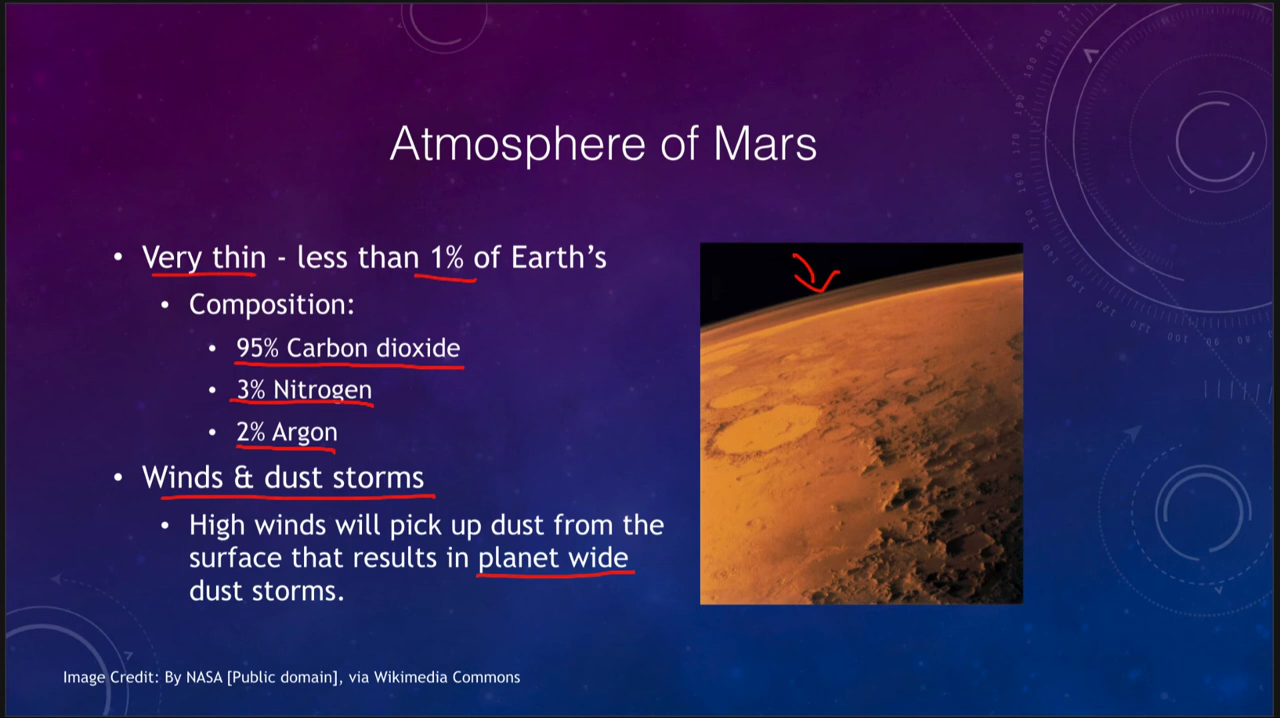 Atmosphere of Mars
• Very thin - less than 1% of Earth’s
• Composition:
• 95% Carbon dioxide
• 3% Nitrogen
• 2% Argon
• Winds & dust storms
• High winds will pick up dust from the
surface that results in planet wide
dust storms.
Image Credit: By NASA [Public domain], via Wikimedia Commons